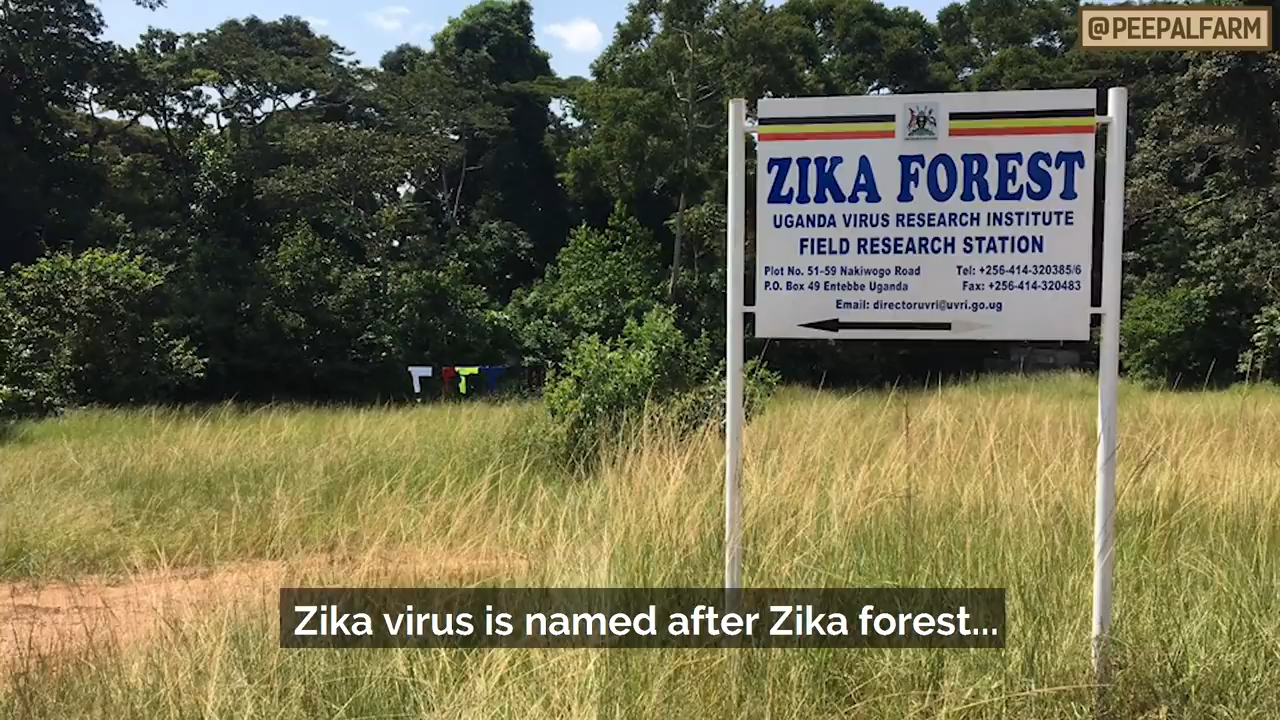 @PEEPALFARM
ZIKA FOREST
UGANDA VIRUS RESEARCH INSTITUTE
FIELD RESEARCH STATION
Plot No. 51-59 Nakiwogo Road
Tel: +256-414-320385/6
P.O. Box 49 Entebbe Uganda
Fax: +256-414-320483
Email: directoruvri@uvri.go.ug
Zika virus is named after Zika forest...